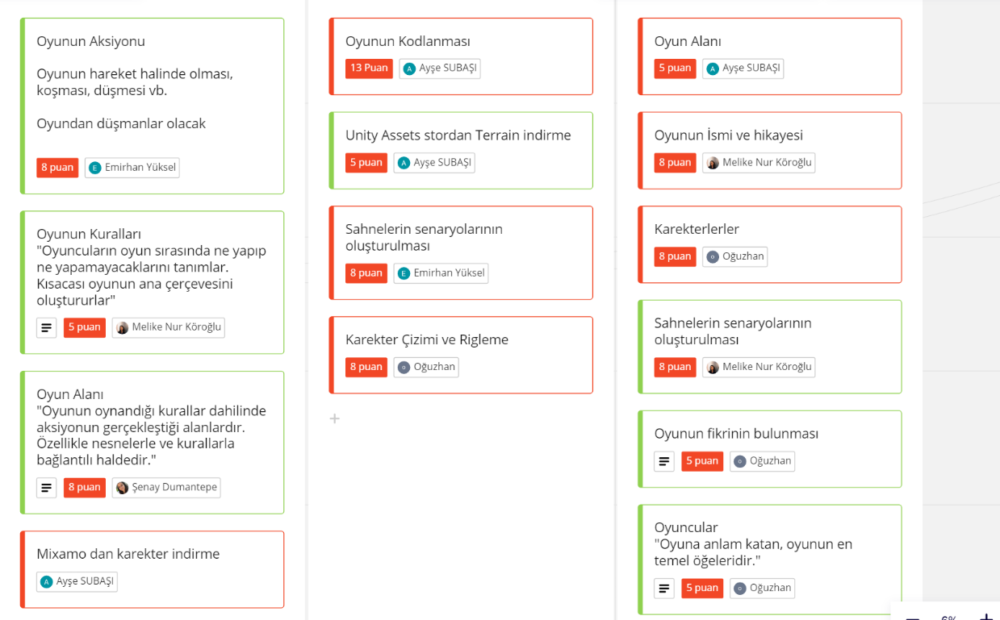 Oyunun Aksiyonu
Oyunun hareket halinde olması,
koşması, düşmesi vb.
Oyundan düşmanlar olacak
8 puan
E
Emirhan Yüksel
Oyunun Kuralları
"Oyuncuların oyun sırasında ne yapıp
ne yapamayacaklarını tanımlar.
Kısacası oyunun ana çerçevesini
oluştururlar"
5 puan
Melike Nur Köroğlu
Oyun Alanı
"Oyunun oynandığı kurallar dahilinde
aksiyonun gerçekleştiği alanlardır.
Özellikle nesnelerle ve kurallarla
bağlantılı haldedir."
8 puan
Şenay Dumantepe
Mixamo dan karekter indirme
A
Ayşe SUBAŞI
Oyunun Kodlanması
13 Puan
A
Ayşe SUBAŞI
Unity Assets stordan Terrain indirme
5 puan
A
Ayşe SUBAŞI
Sahnelerin senaryolarının
oluşturulması
8 puan
E
Emirhan Yüksel
Karekter Çizimi ve Rigleme
8 puan
O
Oğuzhan
Oyun Alanı
5 puan
A
Ayşe SUBAŞI
Oyunun İsmi ve hikayesi
8 puan
Melike Nur Köroğlu
Karekterlerler
8 puan
O
Oğuzhan
Sahnelerin senaryolarının
oluşturulması
8 puan
Melike Nur Köroğlu
Oyunun fikrinin bulunması
5 puan
O
Oğuzhan
Oyuncular
"Oyuna anlam katan, oyunun en
temel öğeleridir."
5 puan
O
Oğuzhan